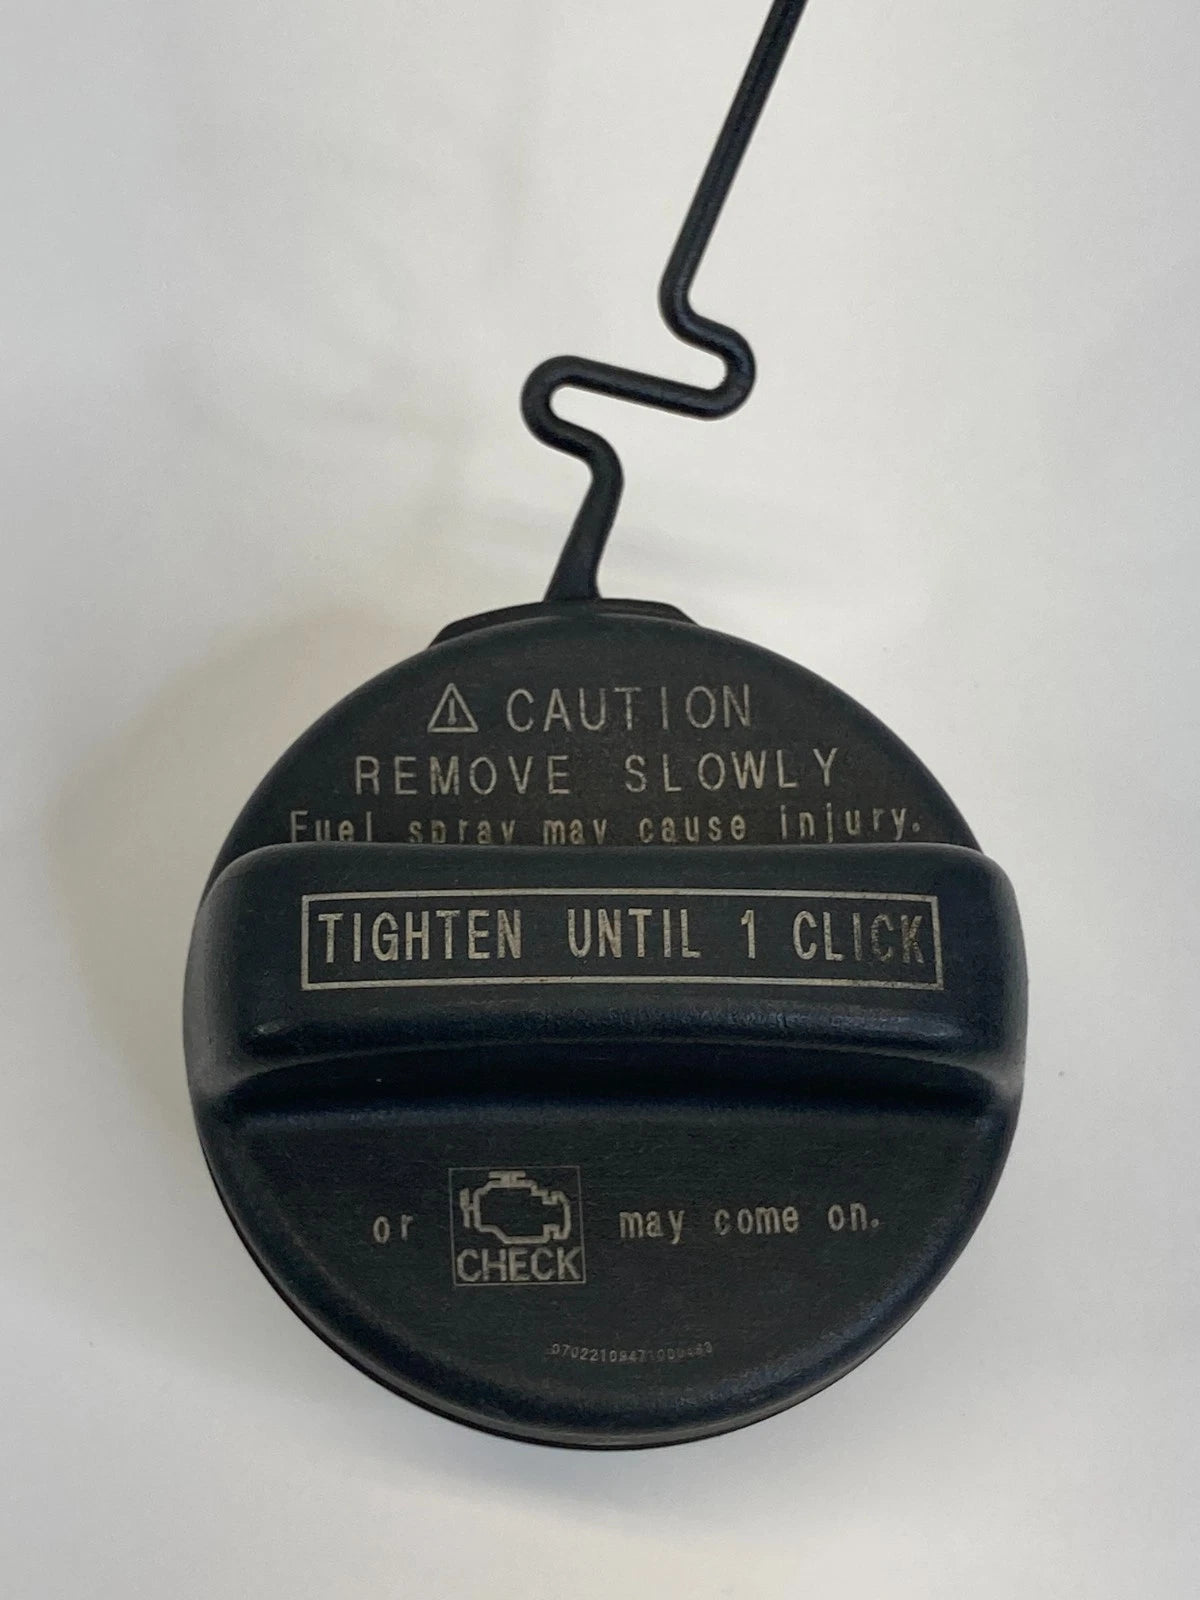 CAUTION
REMOVE SLOWLY
Fuel spray may cause injury.
TIGHTEN UNTIL 1 CLICK
or CHECK may come on.